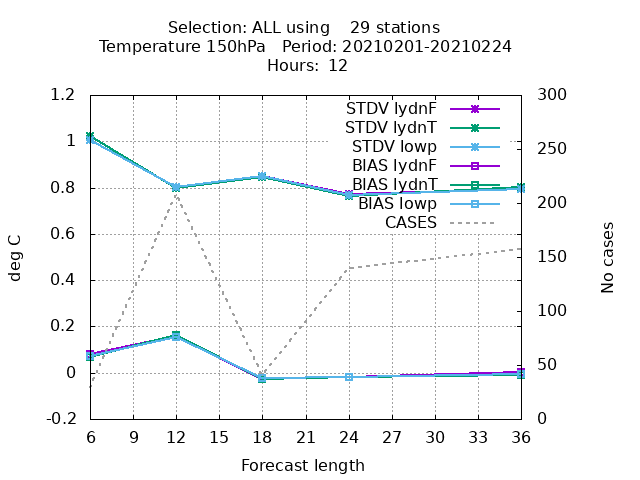 Selection: ALL using    29 stations
Temperature 150hPa   Period: 20210201-20210224
Hours: 12
1.2
1
0.8
0.6
0.4
0.2
0
-0.2
deg C
STDV lydnF
STDV lydnT
STDV lowp
BIAS lydnF
BIAS lydnT
BIAS lowp
CASES
300
250
200
150
100
50
0
No cases
6 9 12 15 18 21 24 27 30 33 36
Forecast length